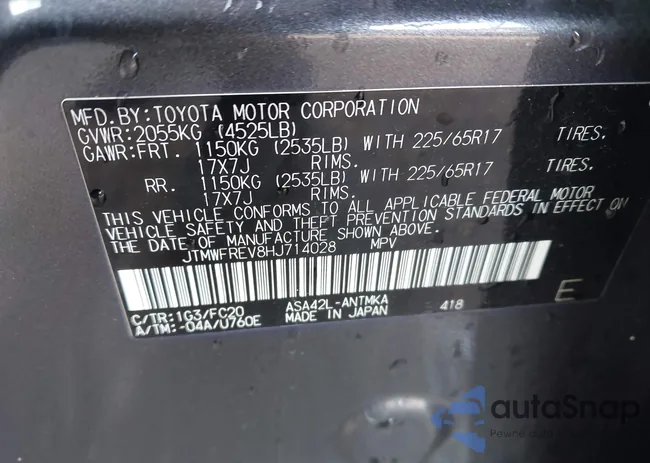 MFD.BY:TOYOTA MOTOR CORPORATION
GVWR:2055KG (4525LB)
GAWR:FRT. 1150KG (2535LB) WITH 225/65R17 TIRES.
17X7J RIMS.
RR. 1150KG (2535LB) WITH 225/65R17 TIRES.
17X7J RIMS.
THIS VEHICLE CONFORMS TO ALL APPLICABLE FEDERAL MOTOR
VEHICLE SAFETY AND THEFT PREVENTION STANDARDS IN EFFECT ON
THE DATE OF MANUFACTURE SHOWN ABOVE.
JTMWFREV8HJ714028 MPV
C/TR:1G3/FC20 ASA42L-ANTMKA 418 E
A/TM:-04A/U760E MADE IN JAPAN
autoSnap